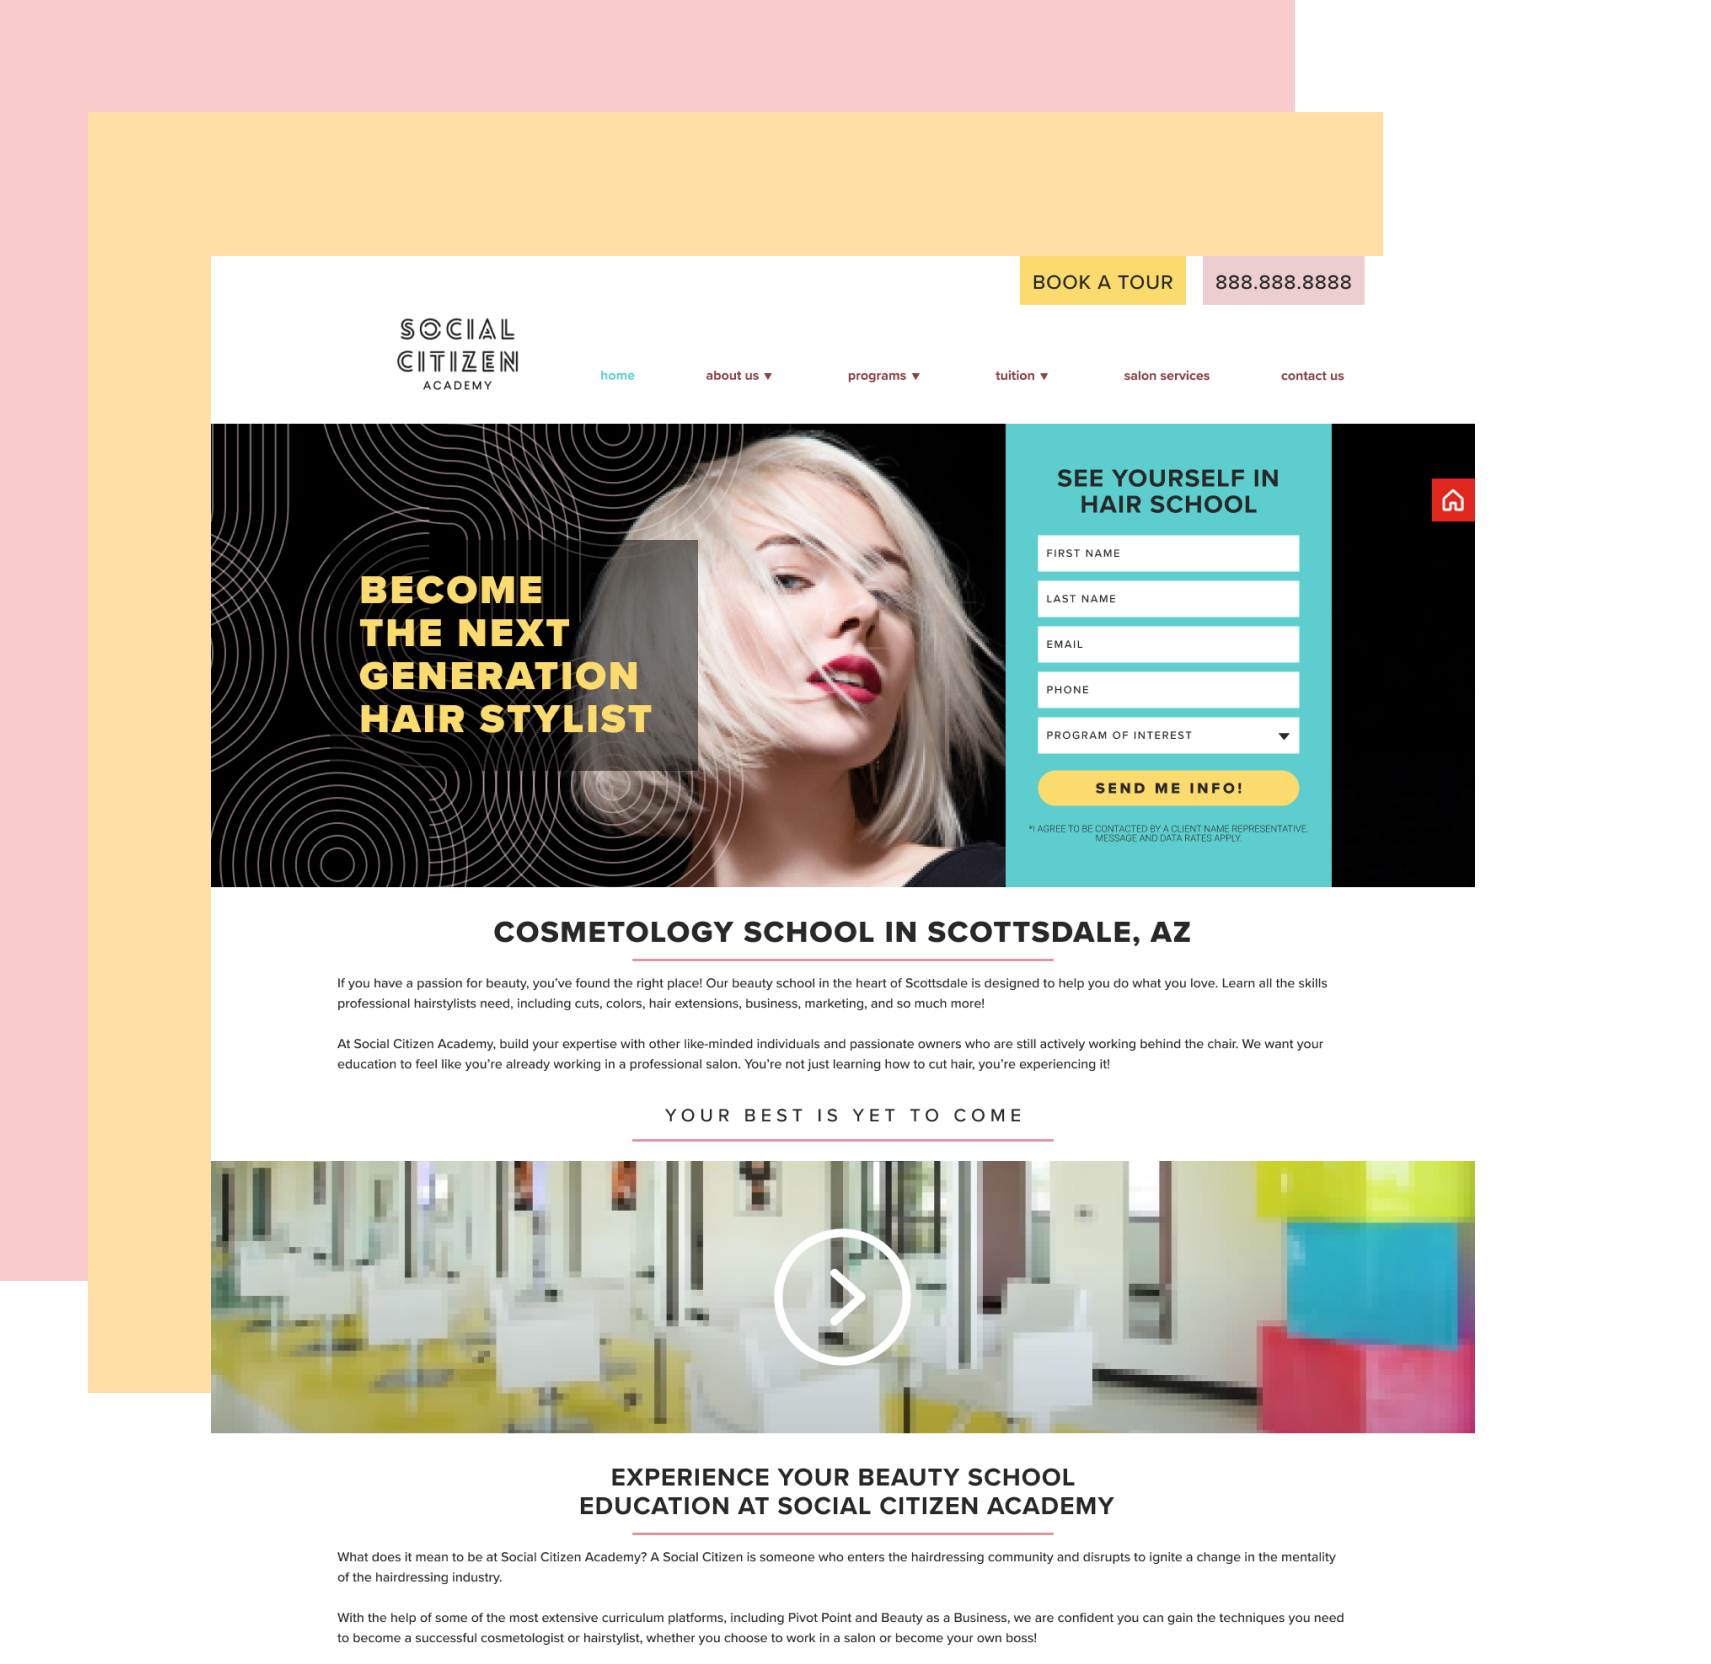 BOOK A TOUR
888.888.8888
SOCIAL
CITIZEN
ACADEMY
home
about us
programs
tuition
salon services
contact us
BECOME
THE NEXT
GENERATION
HAIR STYLIST
SEE YOURSELF IN
HAIR SCHOOL
FIRST NAME
LAST NAME
EMAIL
PHONE
PROGRAM OF INTEREST
SEND ME INFO!
*I AGREE TO BE CONTACTED BY A CLIENT NAME REPRESENTATIVE.
MESSAGE AND DATA RATES APPLY.
COSMETOLOGY SCHOOL IN SCOTTSDALE, AZ
If you have a passion for beauty, you’ve found the right place! Our beauty school in the heart of Scottsdale is designed to help you do what you love. Learn all the skills
professional hairstylists need, including cuts, colors, hair extensions, business, marketing, and so much more!
At Social Citizen Academy, build your expertise with other like-minded individuals and passionate owners who are still actively working behind the chair. We want your
education to feel like you’re already working in a professional salon. You’re not just learning how to cut hair, you’re experiencing it!
YOUR BEST IS YET TO COME
EXPERIENCE YOUR BEAUTY SCHOOL
EDUCATION AT SOCIAL CITIZEN ACADEMY
What does it mean to be at Social Citizen Academy? A Social Citizen is someone who enters the hairdressing community and disrupts to ignite a change in the mentality
of the hairdressing industry.
With the help of some of the most extensive curriculum platforms, including Pivot Point and Beauty as a Business, we are confident you can gain the techniques you need
to become a successful cosmetologist or hairstylist, whether you choose to work in a salon or become your own boss!